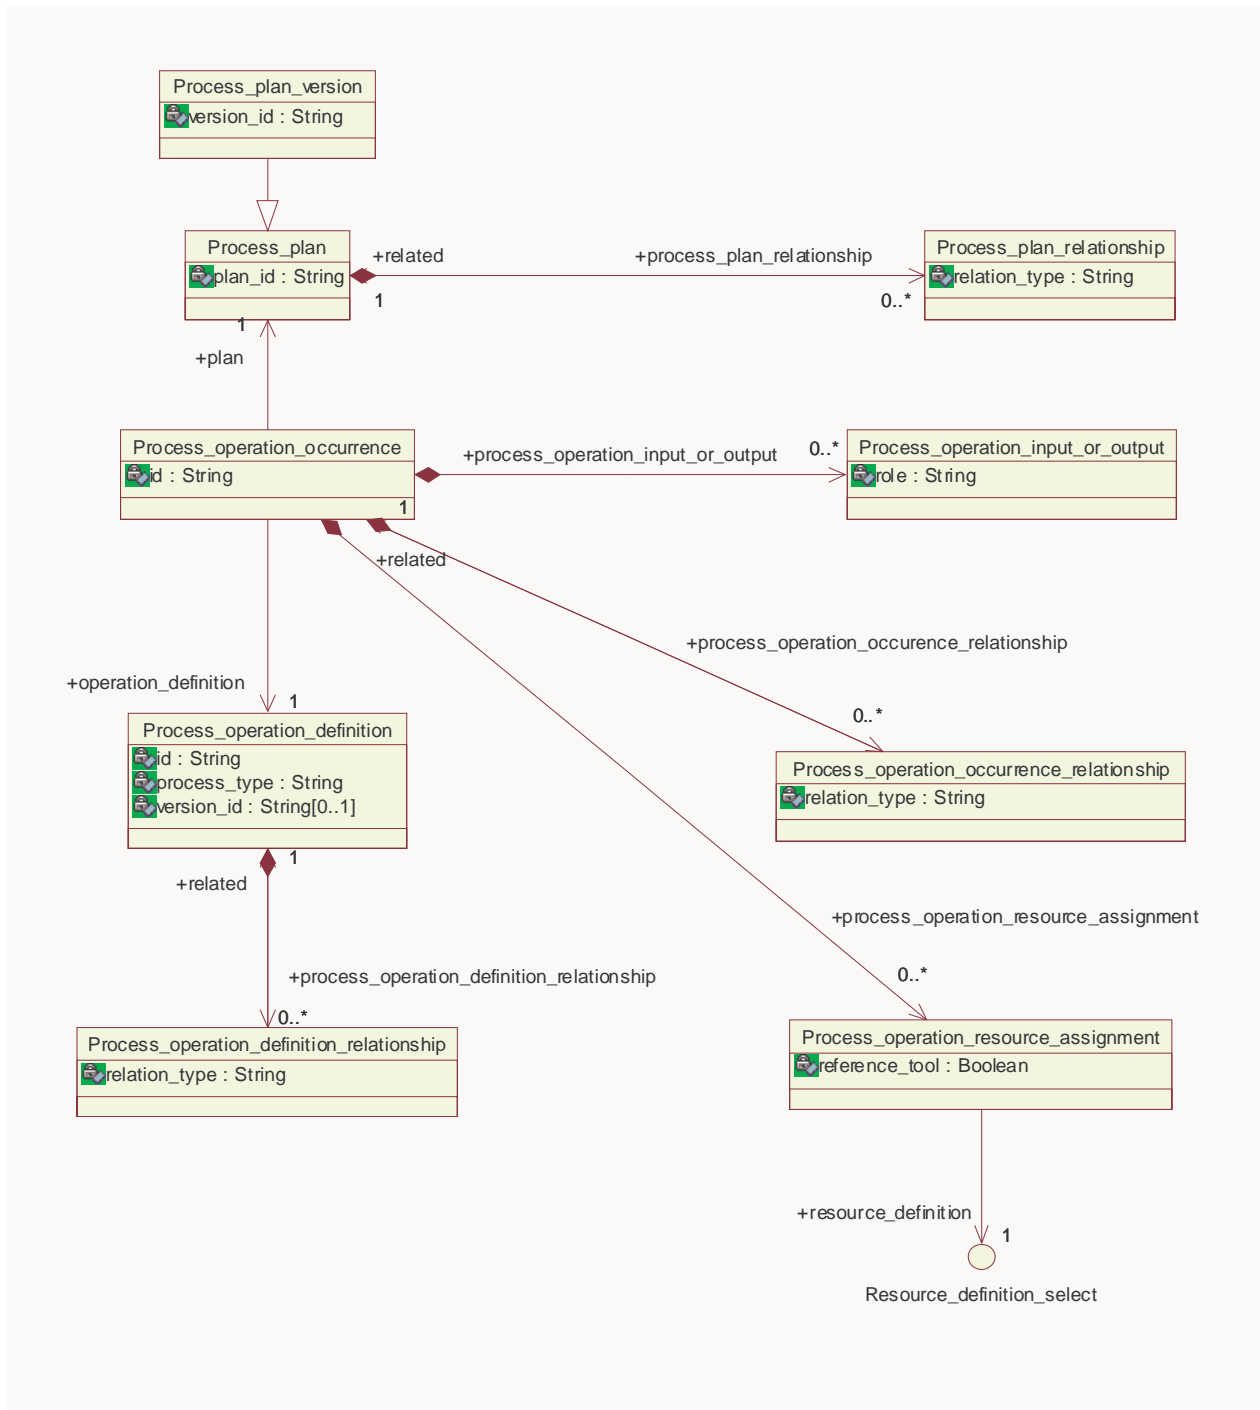 Process_plan_version
version_id : String
Process_plan
plan_id : String
+related
1
+process_plan_relationship
0..*
Process_plan_relationship
relation_type : String
1
+plan
Process_operation_occurrence
id : String
1
+process_operation_input_or_output
0..*
Process_operation_input_or_output
role : String
+related
+process_operation_occurence_relationship
0..*
+operation_definition
1
Process_operation_definition
id : String
process_type : String
version_id : String[0..1]
Process_operation_occurrence_relationship
relation_type : String
1
+related
+process_operation_resource_assignment
0..*
+process_operation_definition_relationship
0..*
Process_operation_definition_relationship
relation_type : String
Process_operation_resource_assignment
reference_tool : Boolean
+resource_definition
1
Resource_definition_select